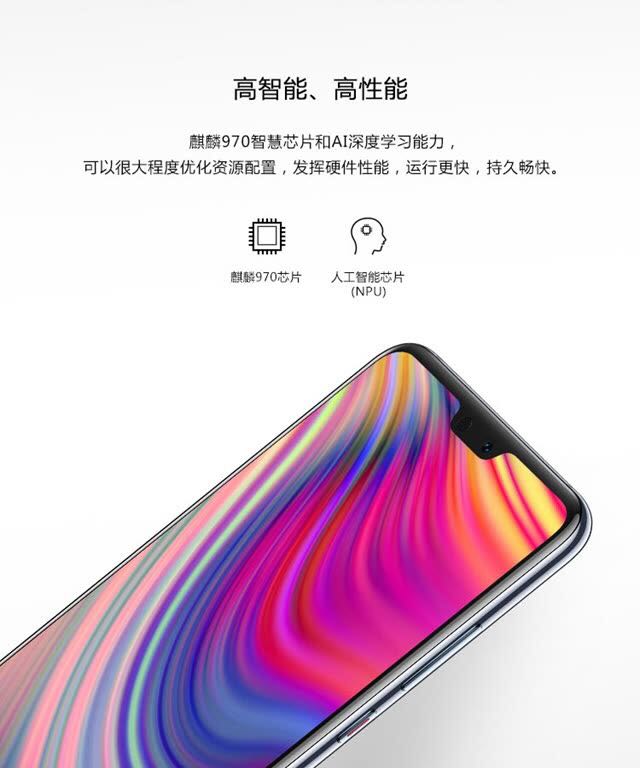 高智能、高性能
麒麟970智慧芯片和AI深度学习能力，
可以很大程度优化资源配置，发挥硬件性能，运行更快，持久畅快。
麒麟970芯片
人工智能芯片
(NPU)